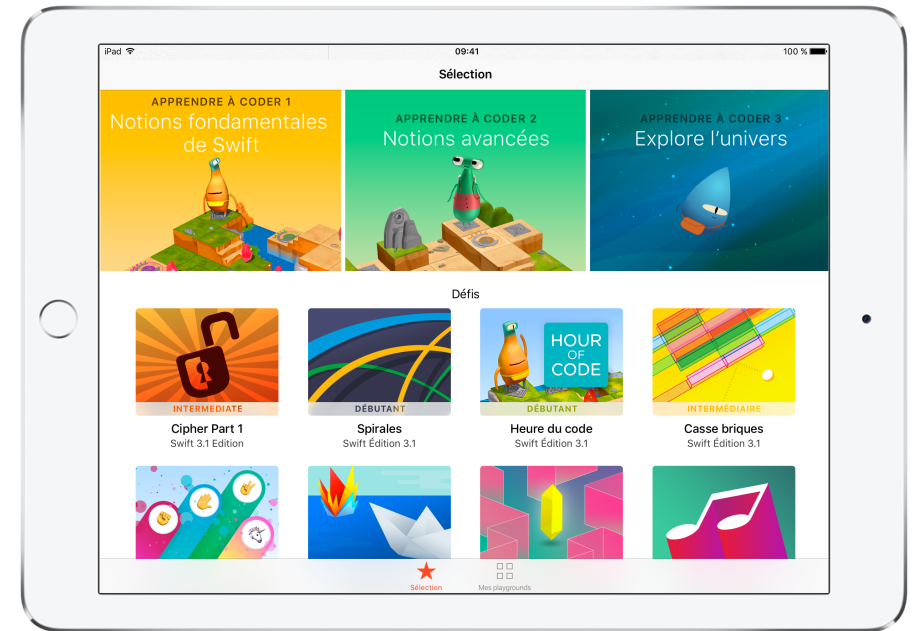 iPad
09:41
100 %
Sélection
APPRENDRE À CODER 1
Notions fondamentales
de Swift
APPRENDRE À CODER 2
Notions avancées
APPRENDRE À CODER 3
Explore l'univers
Défis
HOUR
OF
CODE
INTERMEDIATE
DÉBUTANT
DÉBUTANT
INTERMÉDIAIRE
Cipher Part 1
Swift 3.1 Edition
Spirales
Swift Édition 3.1
Heure du code
Swift Édition 3.1
Casse briques
Swift Édition 3.1
Sélection
Mes playgrounds